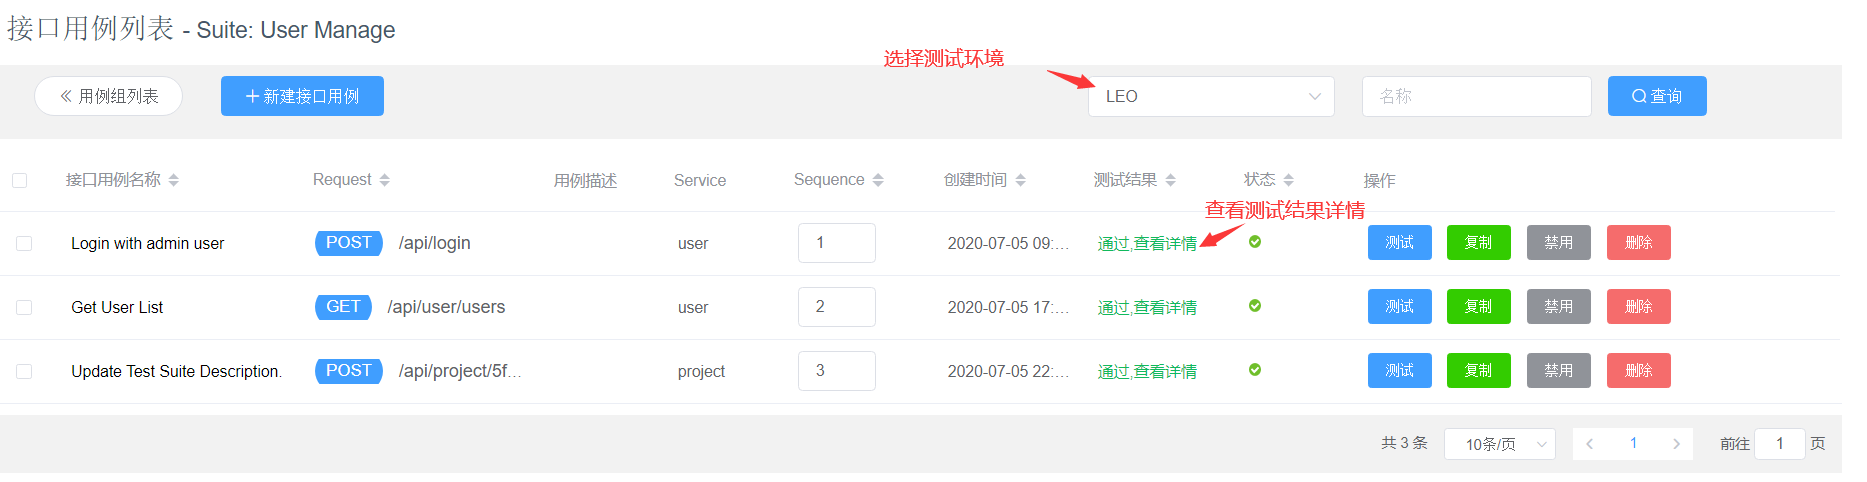 接口用例列表 - Suite: User Manage
选择测试环境
用例组列表 新建接口用例 LEO 名称 查询
接口用例名称 Request 用例描述 Service Sequence 创建时间 测试结果 状态 操作
查看测试结果详情
Login with admin user POST /api/login user 1 2020-07-05 09:... 通过,查看详情 测试 复制 禁用 删除
Get User List GET /api/user/users user 2 2020-07-05 17:... 通过,查看详情 测试 复制 禁用 删除
Update Test Suite Description. POST /api/project/5f... project 3 2020-07-05 22:... 通过,查看详情 测试 复制 禁用 删除
共 3 条 10条/页 1 前往 1 页